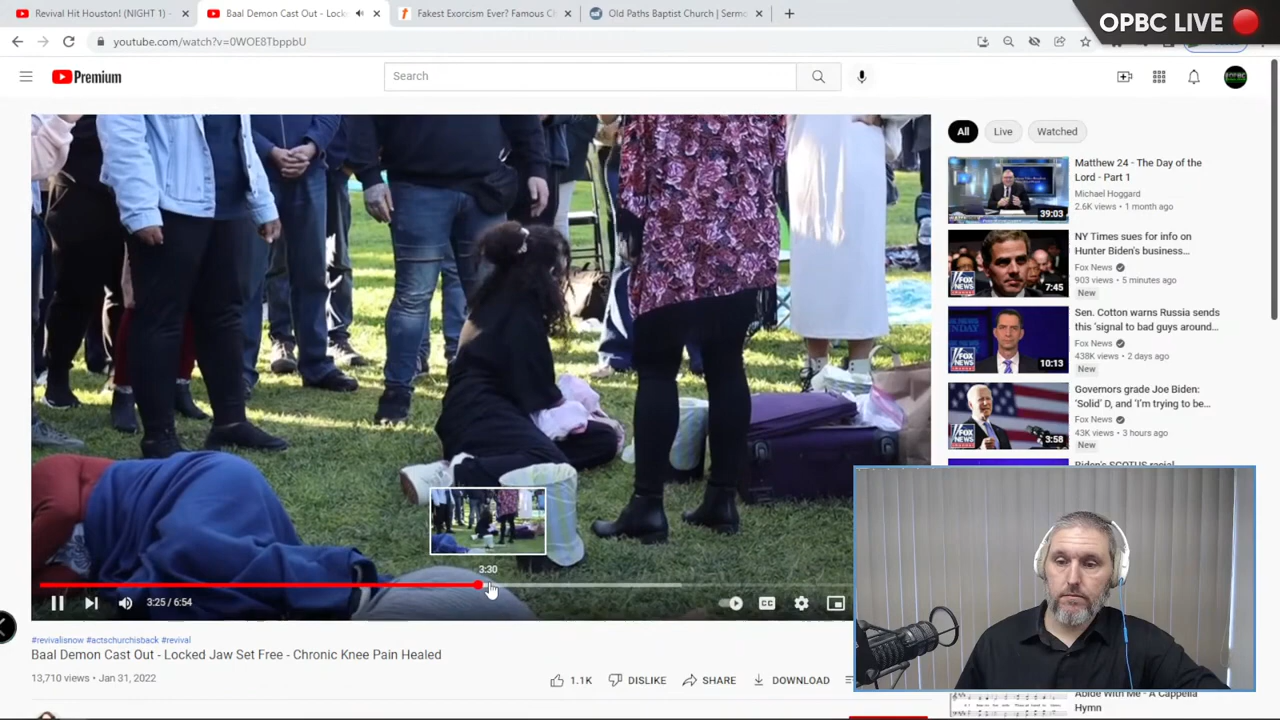 Revival Hit Houston! (NIGHT 1) -
Baal Demon Cast Out - Lock
Fakest Exorcism Ever? Famous Ch
Old Paths Baptist Church | Sermo
OPBC LIVE
youtube.com/watch?v=0WOE8TbppbU
Premium
Search
All
Live
Watched
Matthew 24 - The Day of the
Lord - Part 1
Michael Hoggard
2.6K views • 1 month ago
39:03
NY Times sues for info on
Hunter Biden's business...
Fox News
903 views • 5 minutes ago
New
7:45
Sen. Cotton warns Russia sends
this 'signal to bad guys around...
Fox News
438K views • 2 days ago
New
10:13
Governors grade Joe Biden:
'Solid' D, and 'I'm trying to be...
Fox News
43K views • 3 hours ago
New
3:58
Biden's SCOTUS racial
3:30
3:25 / 6:54
CC
#revivalisnow #actschurchisback #revival
Baal Demon Cast Out - Locked Jaw Set Free - Chronic Knee Pain Healed
13,710 views • Jan 31, 2022
1.1K
DISLIKE
SHARE
DOWNLOAD
Abide With Me - A Cappella
Hymn